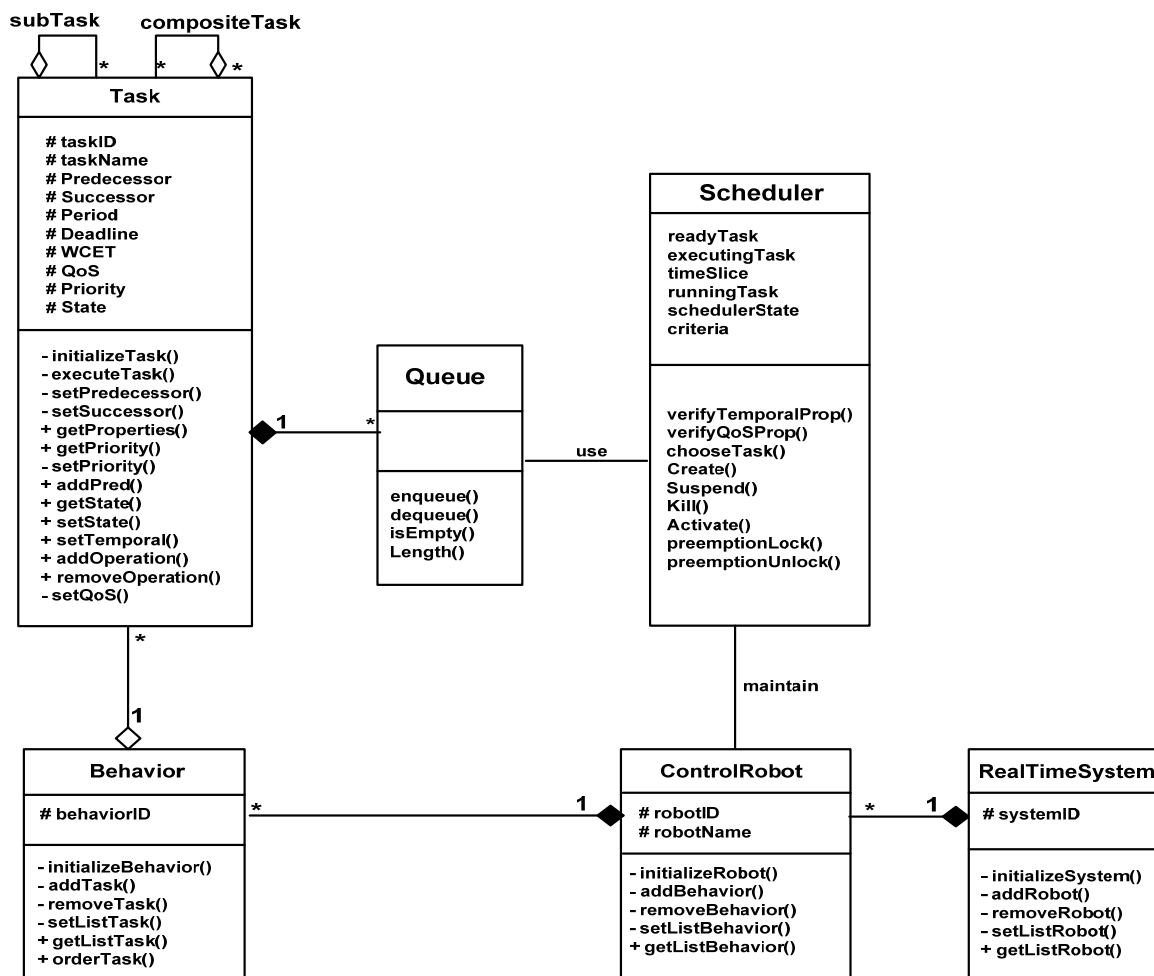 subTask
compositeTask
*
*
*
Task
# taskID
# taskName
# Predecessor
# Successor
# Period
# Deadline
# WCET
# QoS
# Priority
# State
- initializeTask()
- executeTask()
- setPredecessor()
- setSuccessor()
+ getProperties()
+ getPriority()
- setPriority()
+ addPred()
+ getState()
+ setState()
+ setTemporal()
+ addOperation()
+ removeOperation()
- setQoS()
1
*
Queue
enqueue()
dequeue()
isEmpty()
Length()
use
Scheduler
readyTask
executingTask
timeSlice
runningTask
schedulerState
criteria
verifyTemporalProp()
verifyQoSProp()
chooseTask()
Create()
Suspend()
Kill()
Activate()
preemptionLock()
preemptionUnlock()
*
1
maintain
Behavior
# behaviorID
- initializeBehavior()
- addTask()
- removeTask()
- setListTask()
+ getListTask()
+ orderTask()
*
1
ControlRobot
# robotID
# robotName
- initializeRobot()
- addBehavior()
- removeBehavior()
- setListBehavior()
+ getListBehavior()
*
1
RealTimeSystem
# systemID
- initializeSystem()
- addRobot()
- removeRobot()
- setListRobot()
+ getListRobot()